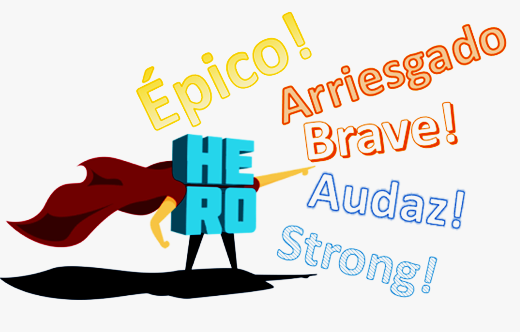 Épico!
Arriesgado
Brave!
HE
RO
Audaz!
Strong!